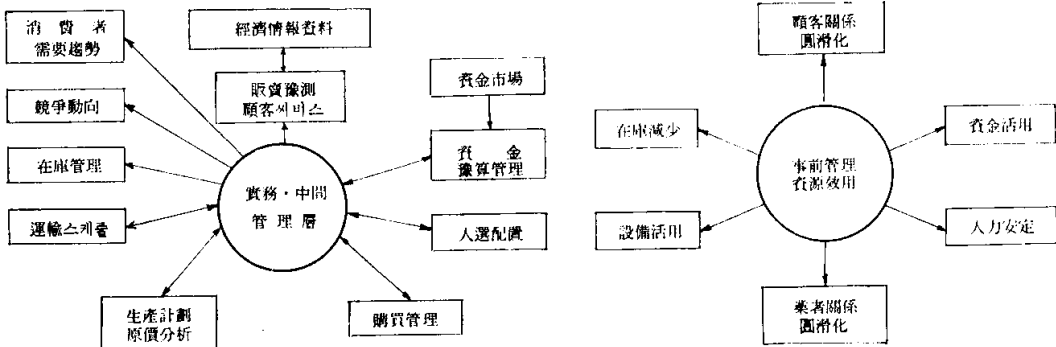 消費者
需要趨勢
經濟情報資料
販賣豫測
顧客써비스
競爭動向
在庫管理
運輸스케줄
生產計劃
原價分析
實務・中間
管理層
資金市場
資金
豫算管理
人選配置
購買管理
顧客關係
圓滑化
在庫減少
資金活用
事前管理
資源效用
設備活用
人力安定
業者關係
圓滑化